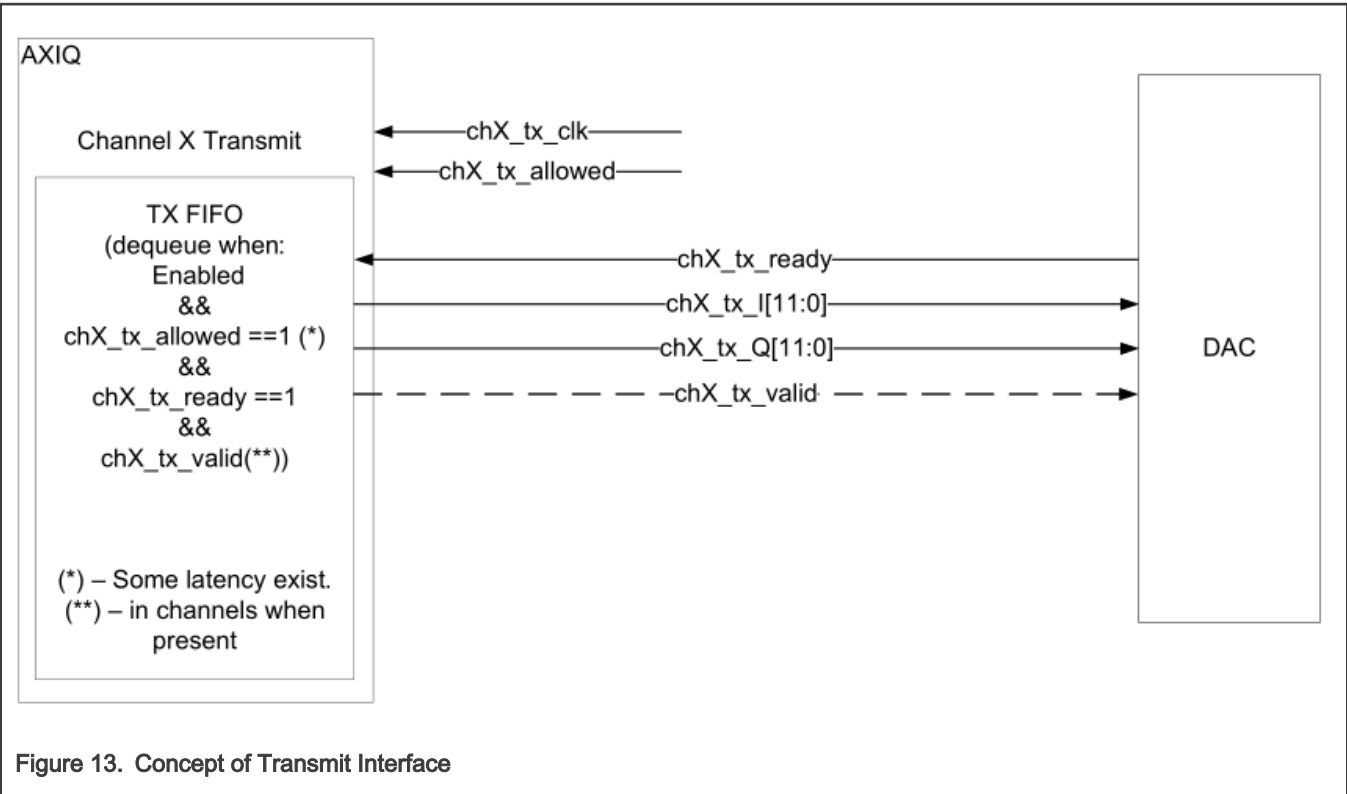 AXIQ
Channel X Transmit
chX_tx_clk
chX_tx_allowed
TX FIFO
(dequeue when:
Enabled
&&
chX_tx_allowed ==1 (*)
&&
chX_tx_ready ==1
&&
chX_tx_valid(**))
(*) – Some latency exist.
(**) – in channels when
present
chX_tx_ready
chX_tx_I[11:0]
chX_tx_Q[11:0]
chX_tx_valid
DAC
Figure 13. Concept of Transmit Interface